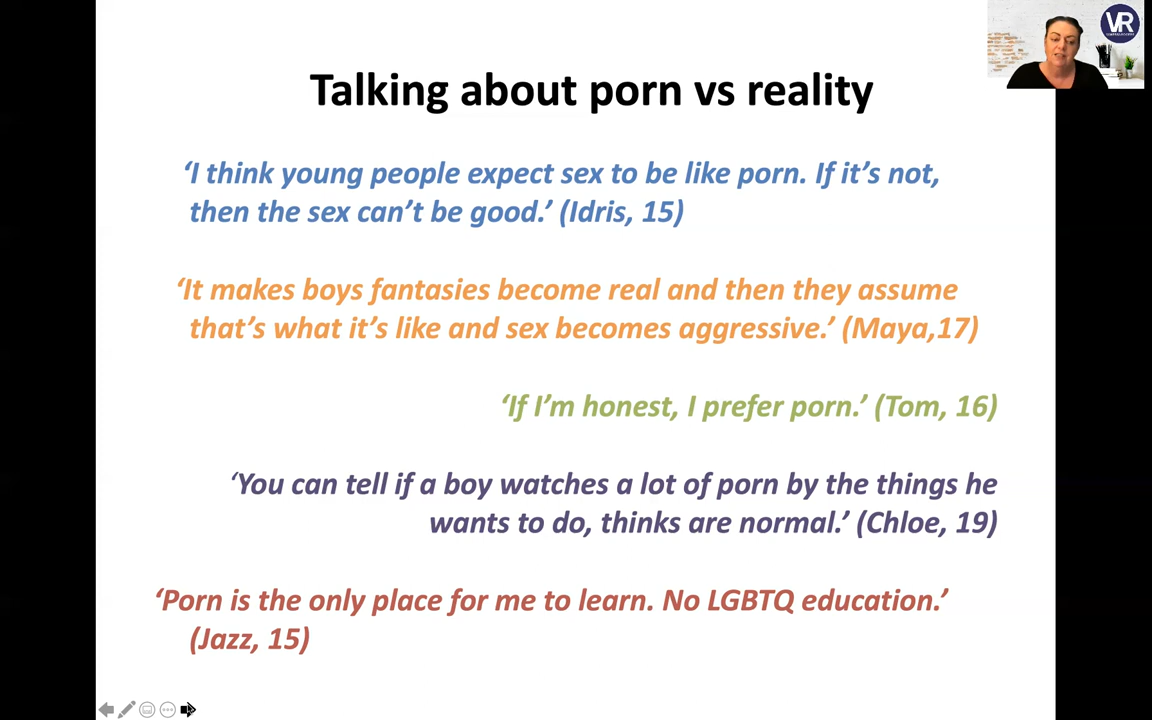 VR
Talking about porn vs reality
‘I think young people expect sex to be like porn. If it’s not,
then the sex can’t be good.’ (Idris, 15)
‘It makes boys fantasies become real and then they assume
that’s what it’s like and sex becomes aggressive.’ (Maya,17)
‘If I’m honest, I prefer porn.’ (Tom, 16)
‘You can tell if a boy watches a lot of porn by the things he
wants to do, thinks are normal.’ (Chloe, 19)
‘Porn is the only place for me to learn. No LGBTQ education.’
(Jazz, 15)